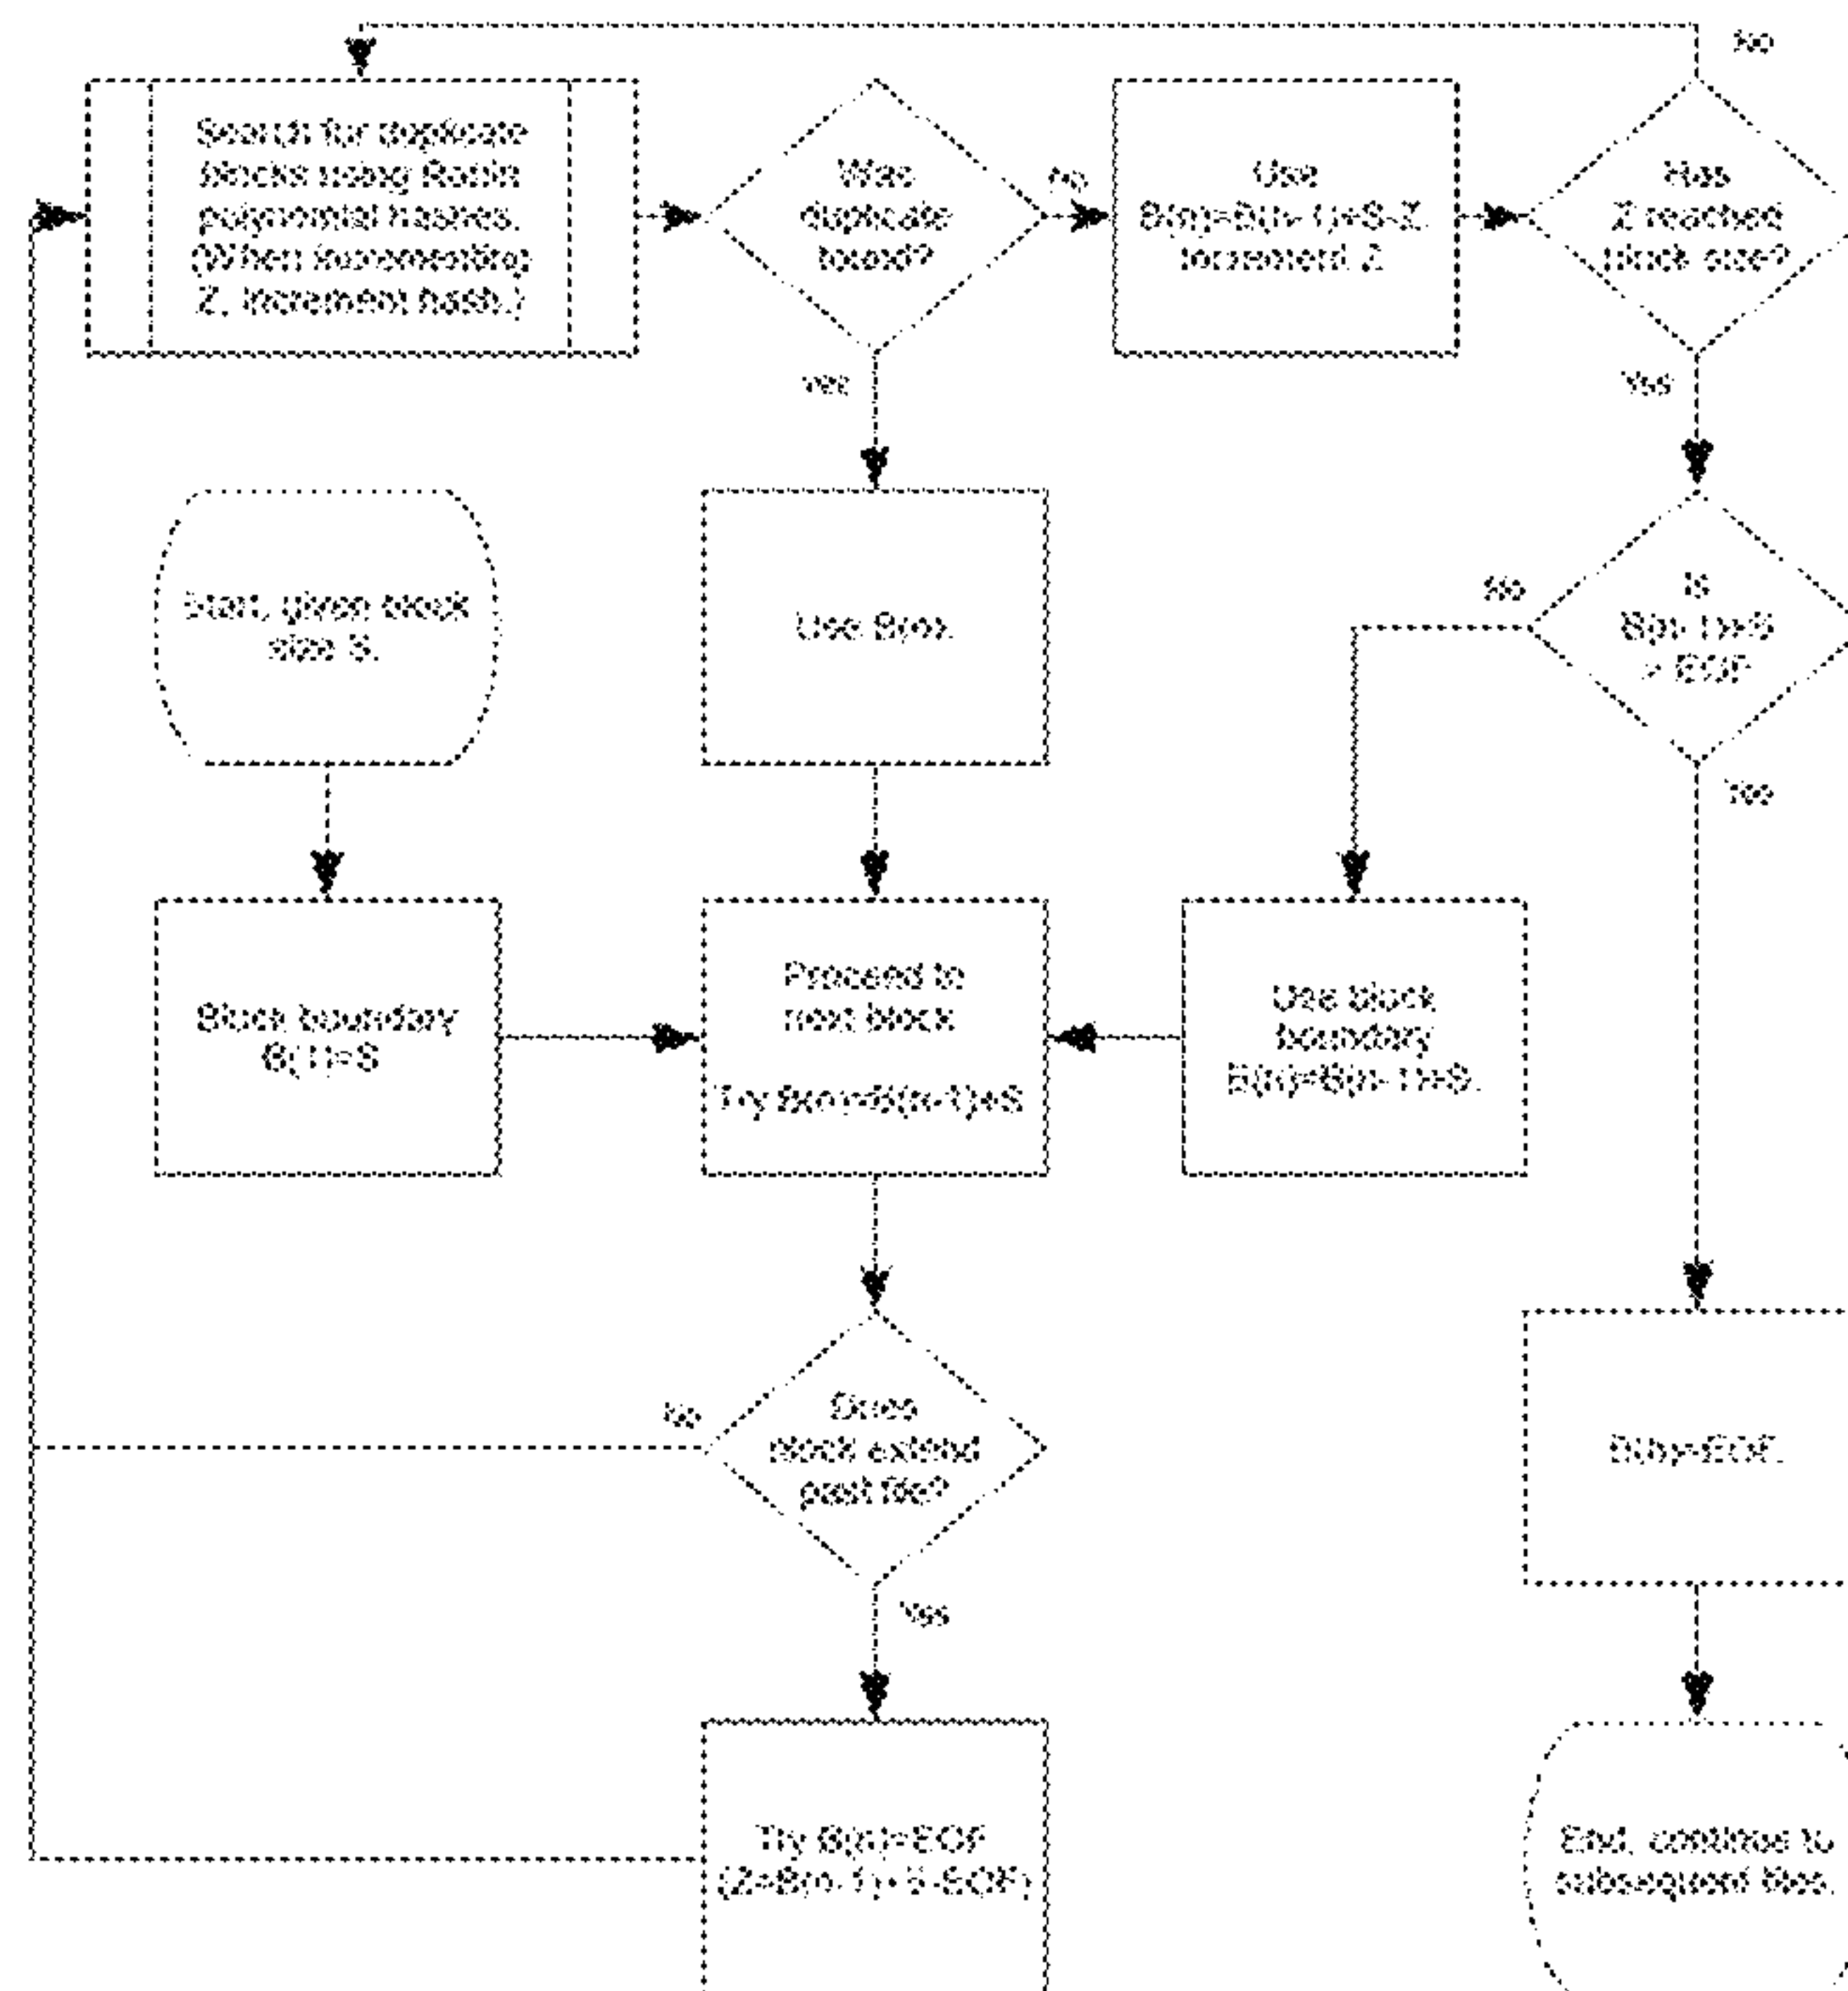 No
Search for duplicate
blocks using Rabin
polynomial hashes.
(When incrementing
Z, increment hash.)
Was
duplicate
found?
No
Use
B(n)=B(n-1)+S-Z.
Increment Z
Has
Z reached
block size?
Yes
Yes
Start, given block
size S.
Use B(n).
No
Is
B(n-1)+S
> EOF
Yes
Block boundary
B(1)=S
Proceed to
next block
Try B(n)=B(n-1)+S
Use block
boundary
B(n)=B(n-1)+S.
No
Does
block extend
past file?
B(n)=EOF.
Yes
Try B(n)=EOF
(Z=B(n-1)+S-EOF)
End, continue to
subsequent files.